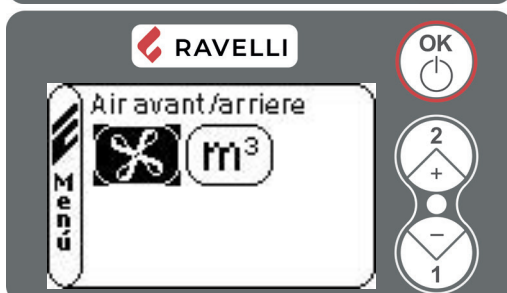 RAVELLI
OK
Air avant/arriere
m³
Menú
2
+
−
1